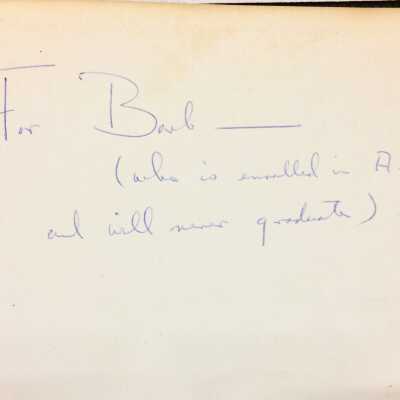 For Barb —
(who is enrolled in A.
and will never graduate)